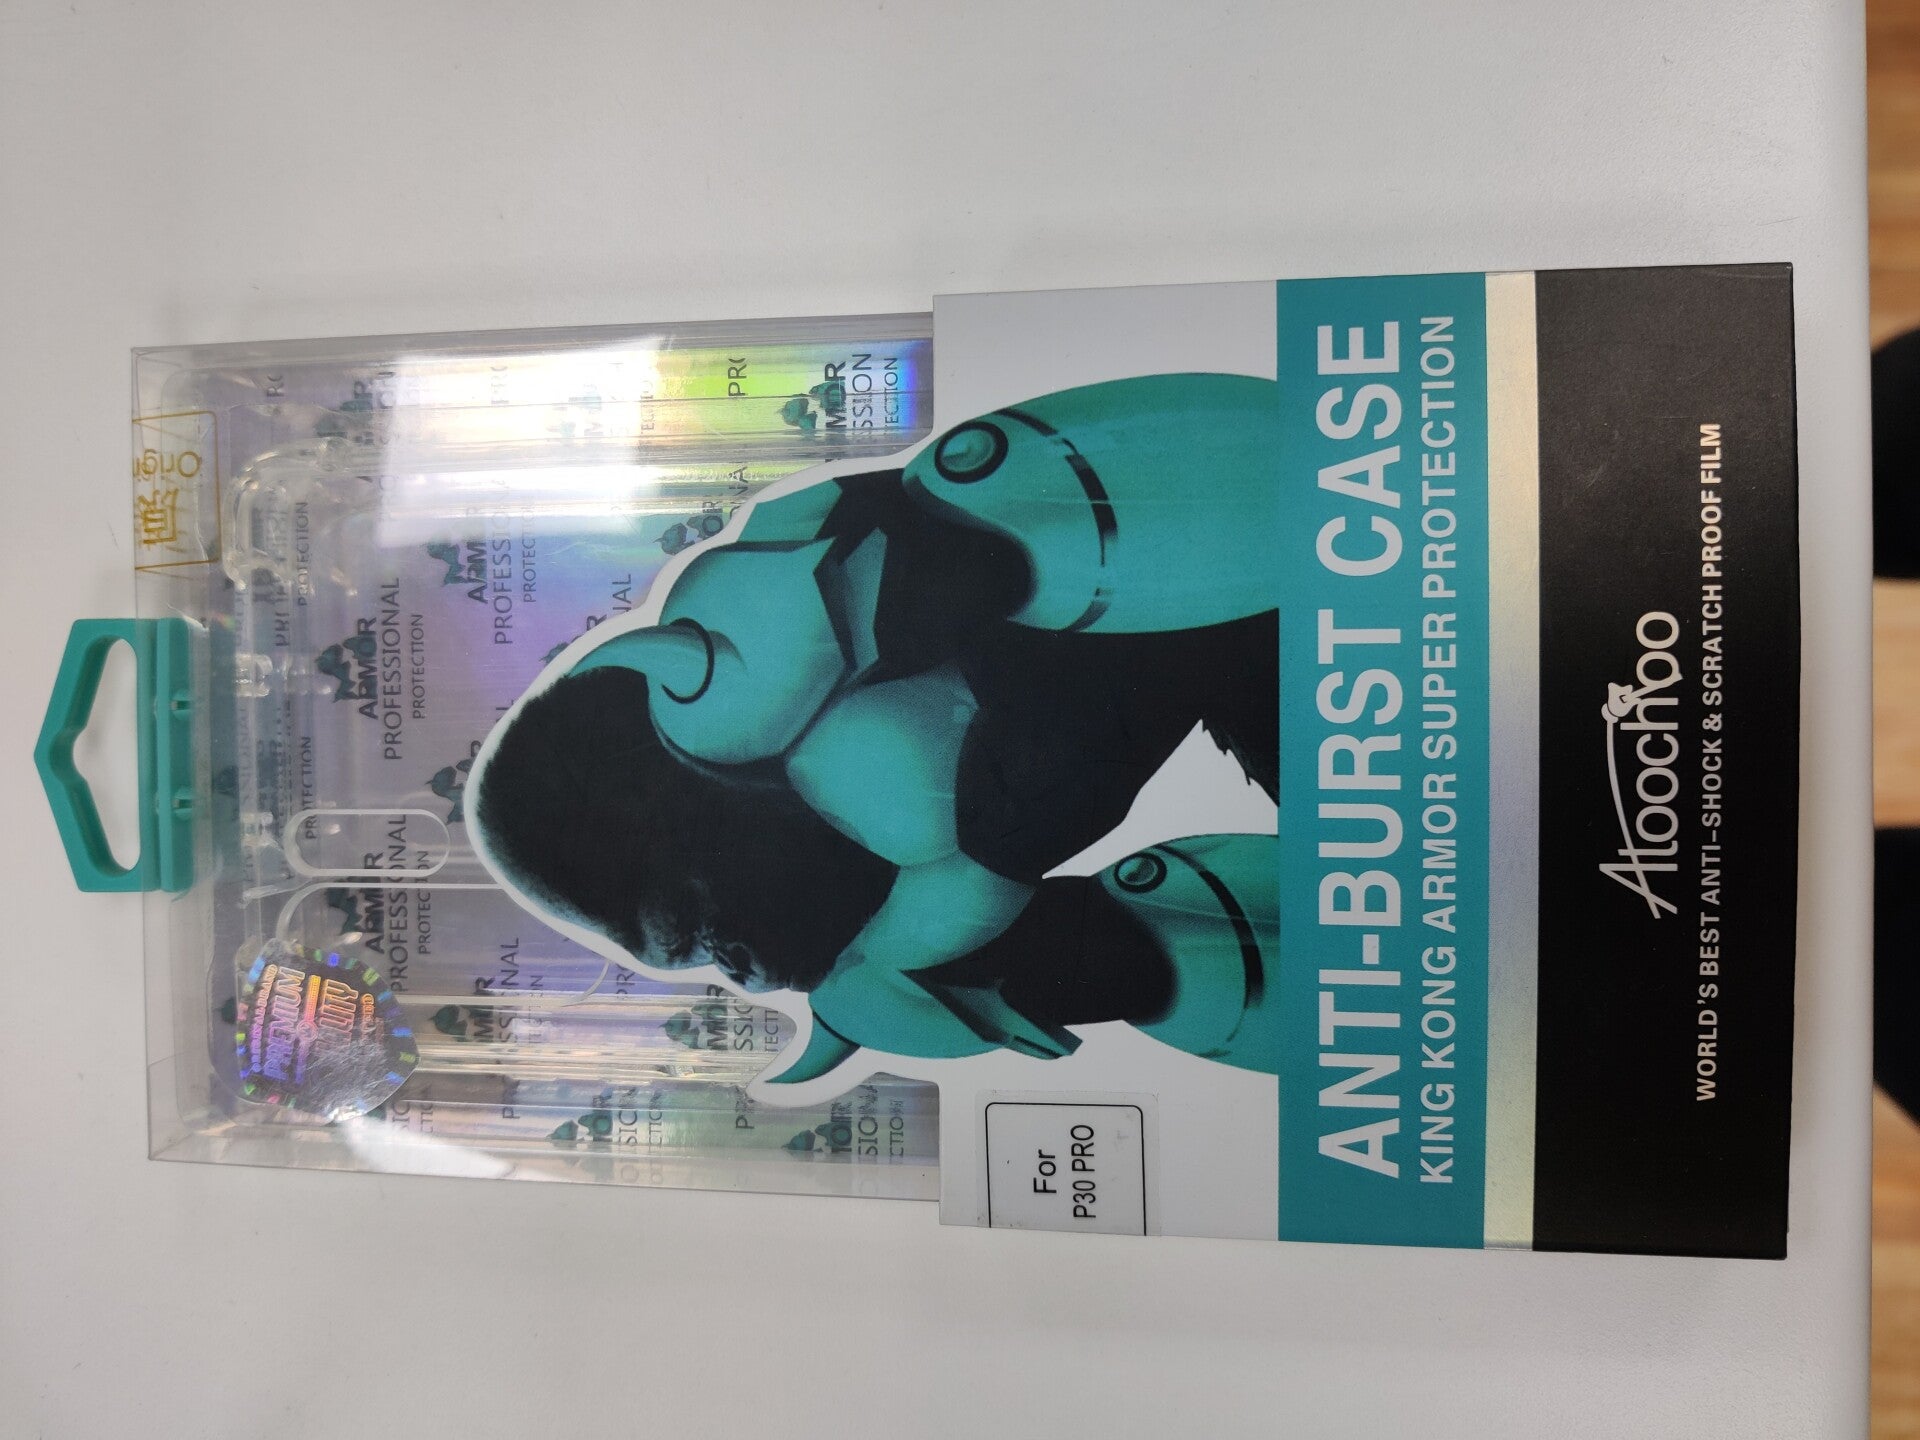 ARMOR
PROFESSIONAL
PROTECTION
PREMIUM
For
P30 PRO
ANTI-BURST CASE
KING KONG ARMOR SUPER PROTECTION
Atoochoo
WORLD'S BEST ANTI-SHOCK & SCRATCH PROOF FILM